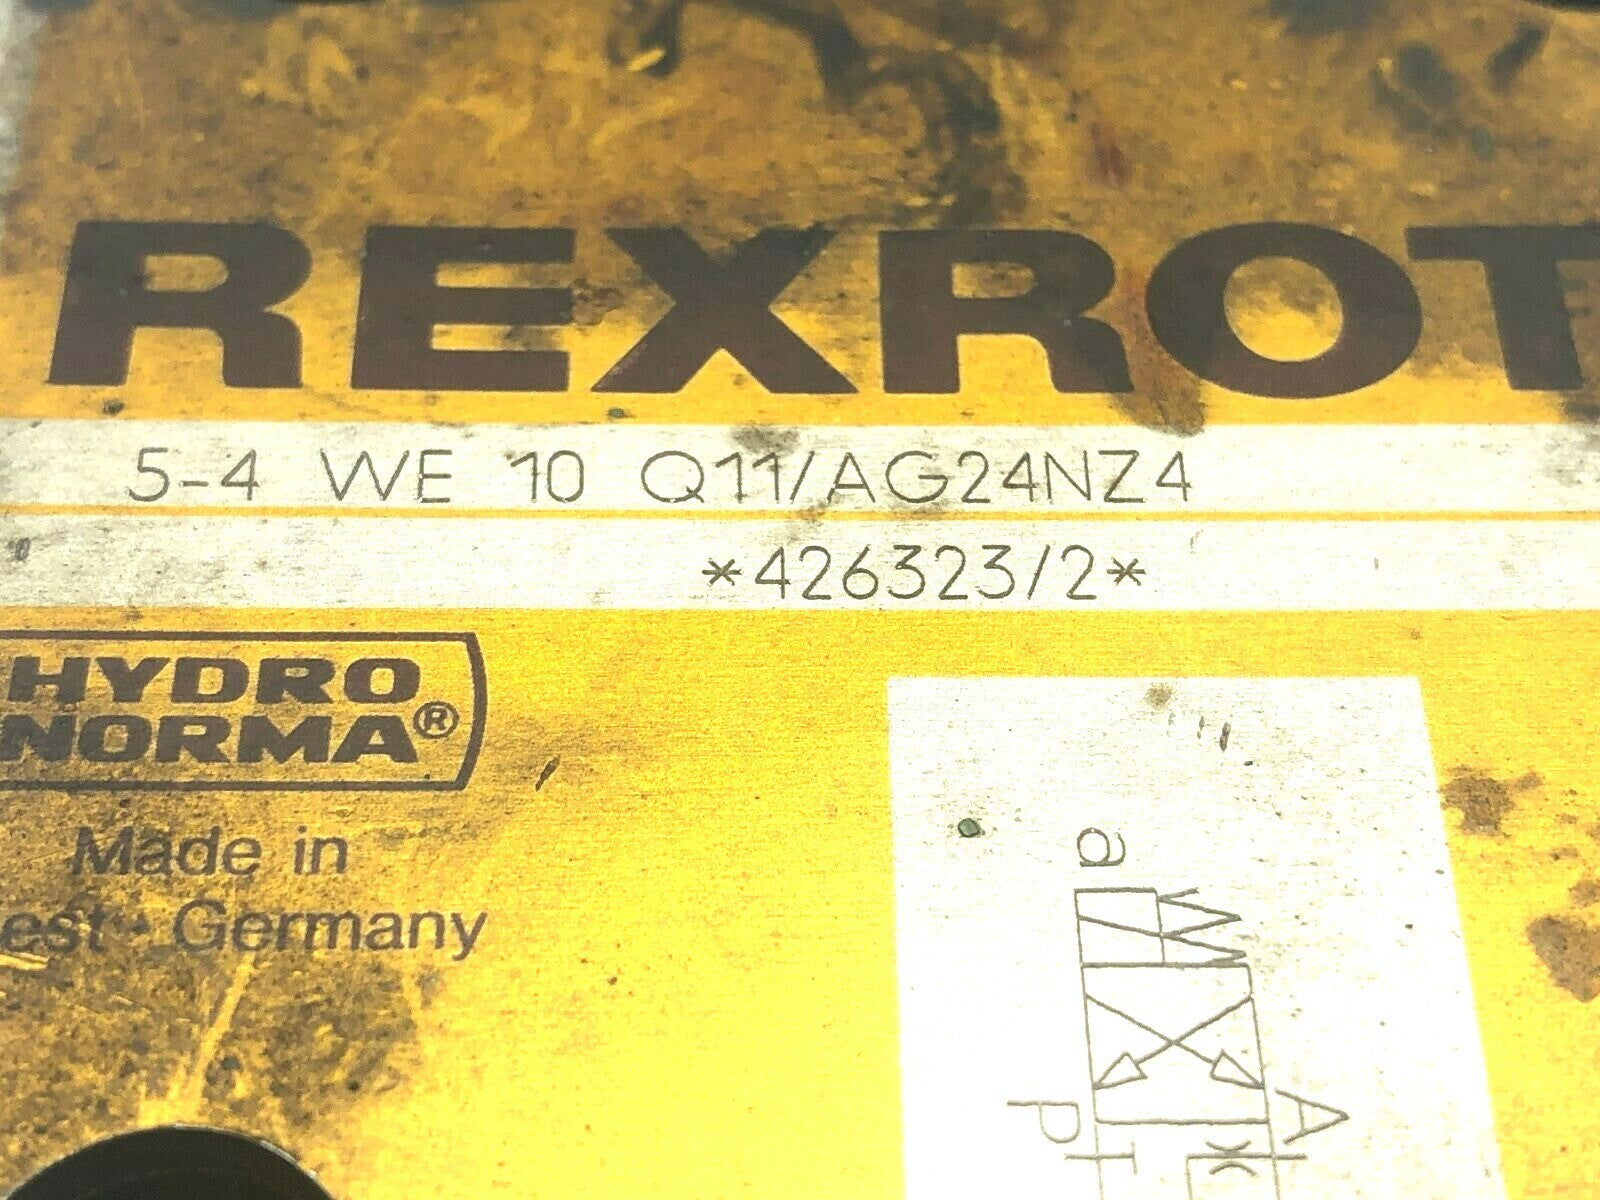 REXROT
5-4 WE 10 Q11/AG24NZ4
*426323/2*
HYDRO
NORMA®
Made in
est · Germany
a
A
P
T